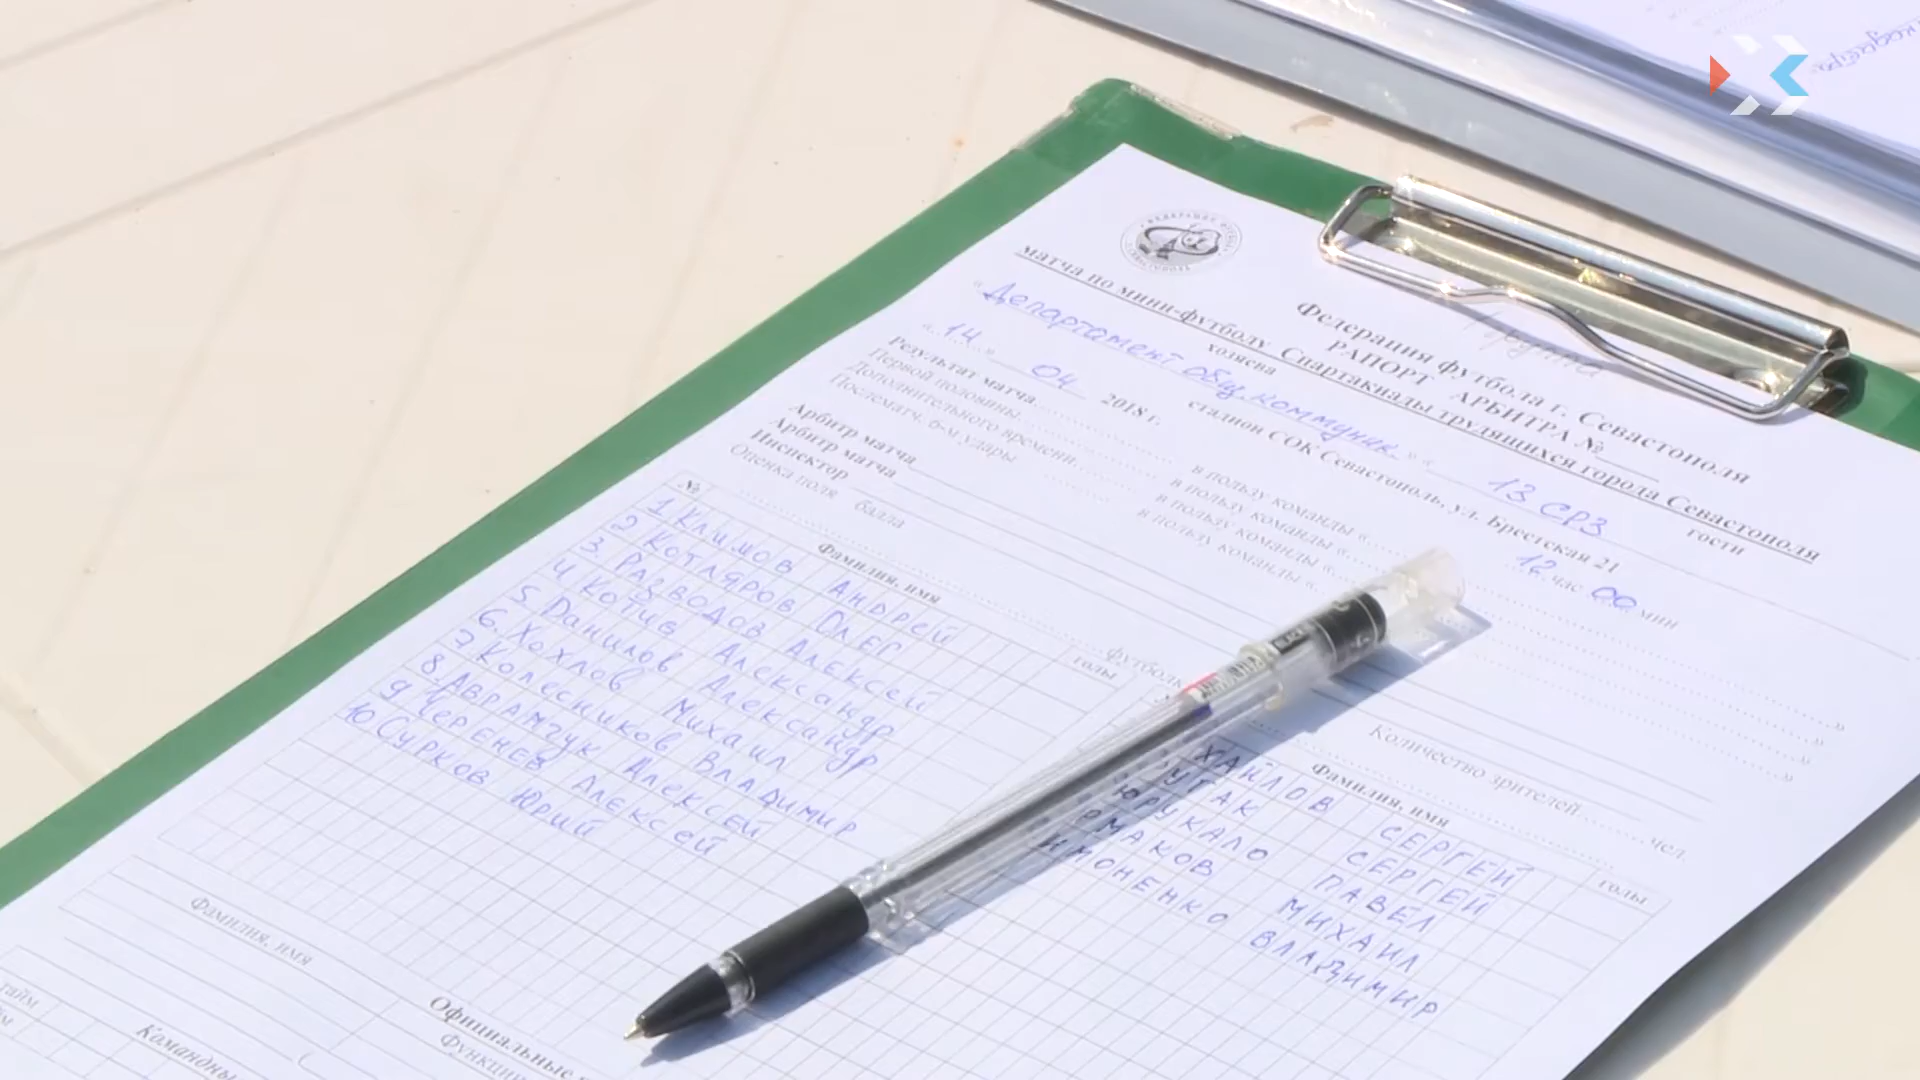 Федерация футбола г. Севастополя
РАПОРТ АРБИТРА №
матча по мини-футболу Спартакиады трудящихся города Севастополя
«Департамент общ. коммуник.» « 13 СРЗ
хозяева гости
«14» 04 2018 г. стадион СОК Севастополь, ул. Брестская 21 12 час 00 мин
Результат матча в пользу команды « »
Первой половины в пользу команды « »
Дополнительного времени в пользу команды « »
Послематч. 6-м удары в пользу команды «
Арбитр матча
Арбитр матча
Инспектор Количество зрителей чел.
Оценка поля балла
№ Фамилия, имя голы
1 Климов Андрей
2 Котляров Олег
3. Разводов Алексей
4 Котив Александр
5. Данилов Александр
6. Хохлов Михаил
7 Колесников Владимир
8. Аврамчук Алексей
9 Черенев Алексей
10 Сурков Юрий
Фамилия, имя голы
СЕРГЕЙ
СЕРГЕЙ
ПАВЕЛ
МИХАИЛ
ВЛАДИМИР
Фамилия, имя
Официальные
тайм